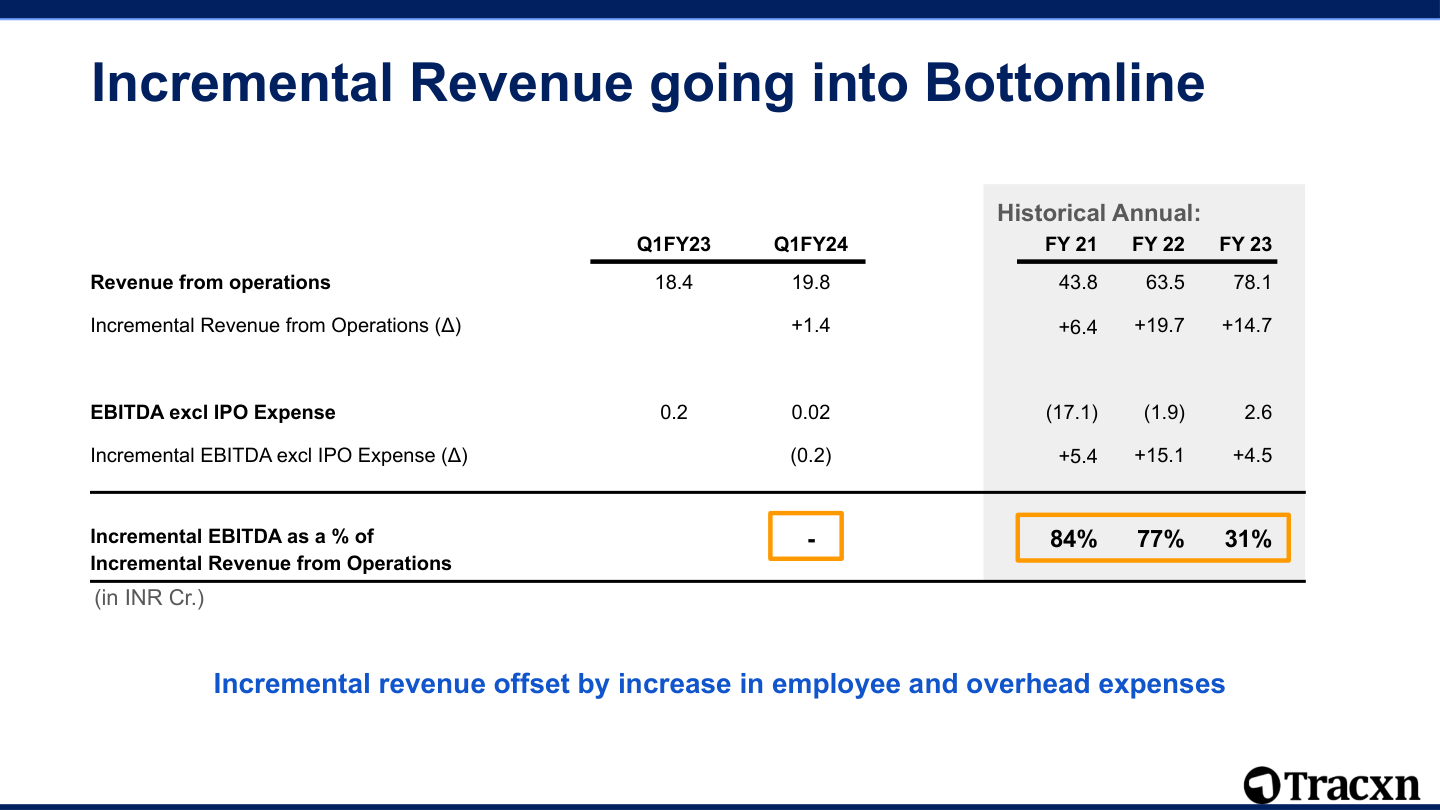 Incremental Revenue going into Bottomline
Historical Annual:
Q1FY23 Q1FY24 FY 21 FY 22 FY 23
Revenue from operations 18.4 19.8 43.8 63.5 78.1
Incremental Revenue from Operations (Δ) +1.4 +6.4 +19.7 +14.7
EBITDA excl IPO Expense 0.2 0.02 (17.1) (1.9) 2.6
Incremental EBITDA excl IPO Expense (Δ) (0.2) +5.4 +15.1 +4.5
Incremental EBITDA as a % of
Incremental Revenue from Operations - 84% 77% 31%
(in INR Cr.)
Incremental revenue offset by increase in employee and overhead expenses
Tracxn